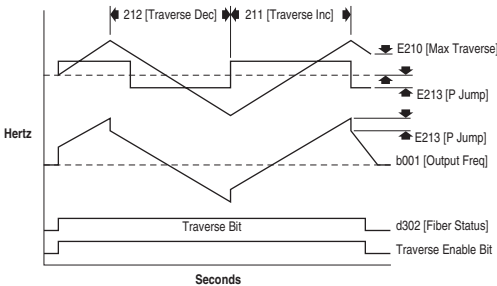 212 [Traverse Dec]
211 [Traverse Inc]
E210 [Max Traverse]
E213 [P Jump]
Hertz
E213 [P Jump]
b001 [Output Freq]
Traverse Bit
d302 [Fiber Status]
Traverse Enable Bit
Seconds